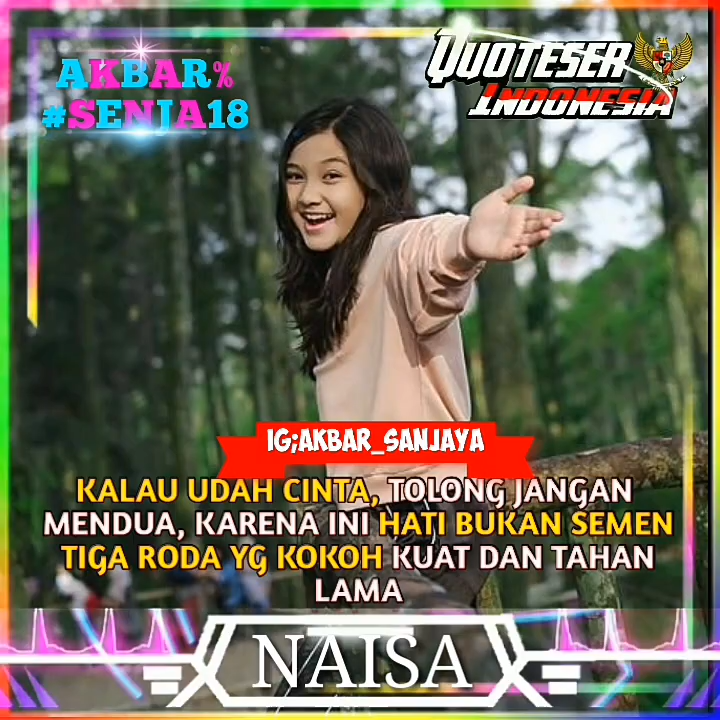 AKBAR%
#SENJA18
QUOTESER
INDONESIA
IG;AKBAR_SANJAYA
KALAU UDAH CINTA, TOLONG JANGAN
MENDUA, KARENA INI HATI BUKAN SEMEN
TIGA RODA YG KOKOH KUAT DAN TAHAN
LAMA
NAISA